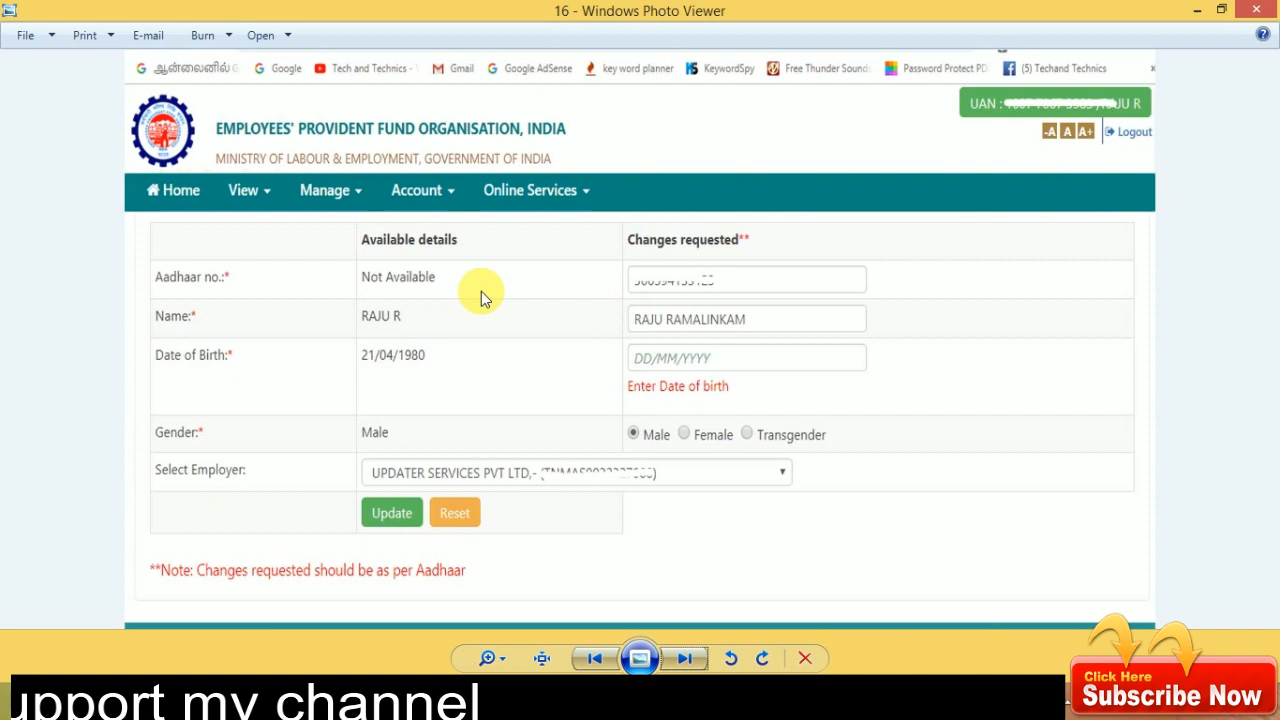 16 - Windows Photo Viewer
File Print E-mail Burn Open
ஆன்லைனில் Google Tech and Technics - Gmail Google AdSense key word planner KeywordSpy Free Thunder Sound Password Protect PD (5) Techand Technics
UAN : JU R
EMPLOYEES' PROVIDENT FUND ORGANISATION, INDIA
-A A A+ Logout
MINISTRY OF LABOUR & EMPLOYMENT, GOVERNMENT OF INDIA
Home View Manage Account Online Services
Available details Changes requested**
Aadhaar no.:* Not Available
Name:* RAJU R RAJU RAMALINKAM
Date of Birth:* 21/04/1980 DD/MM/YYYY
Enter Date of birth
Gender:* Male Male Female Transgender
Select Employer: UPDATER SERVICES PVT LTD,-
Update Reset
**Note: Changes requested should be as per Aadhaar
Click Here
Subscribe Now
upport my channel